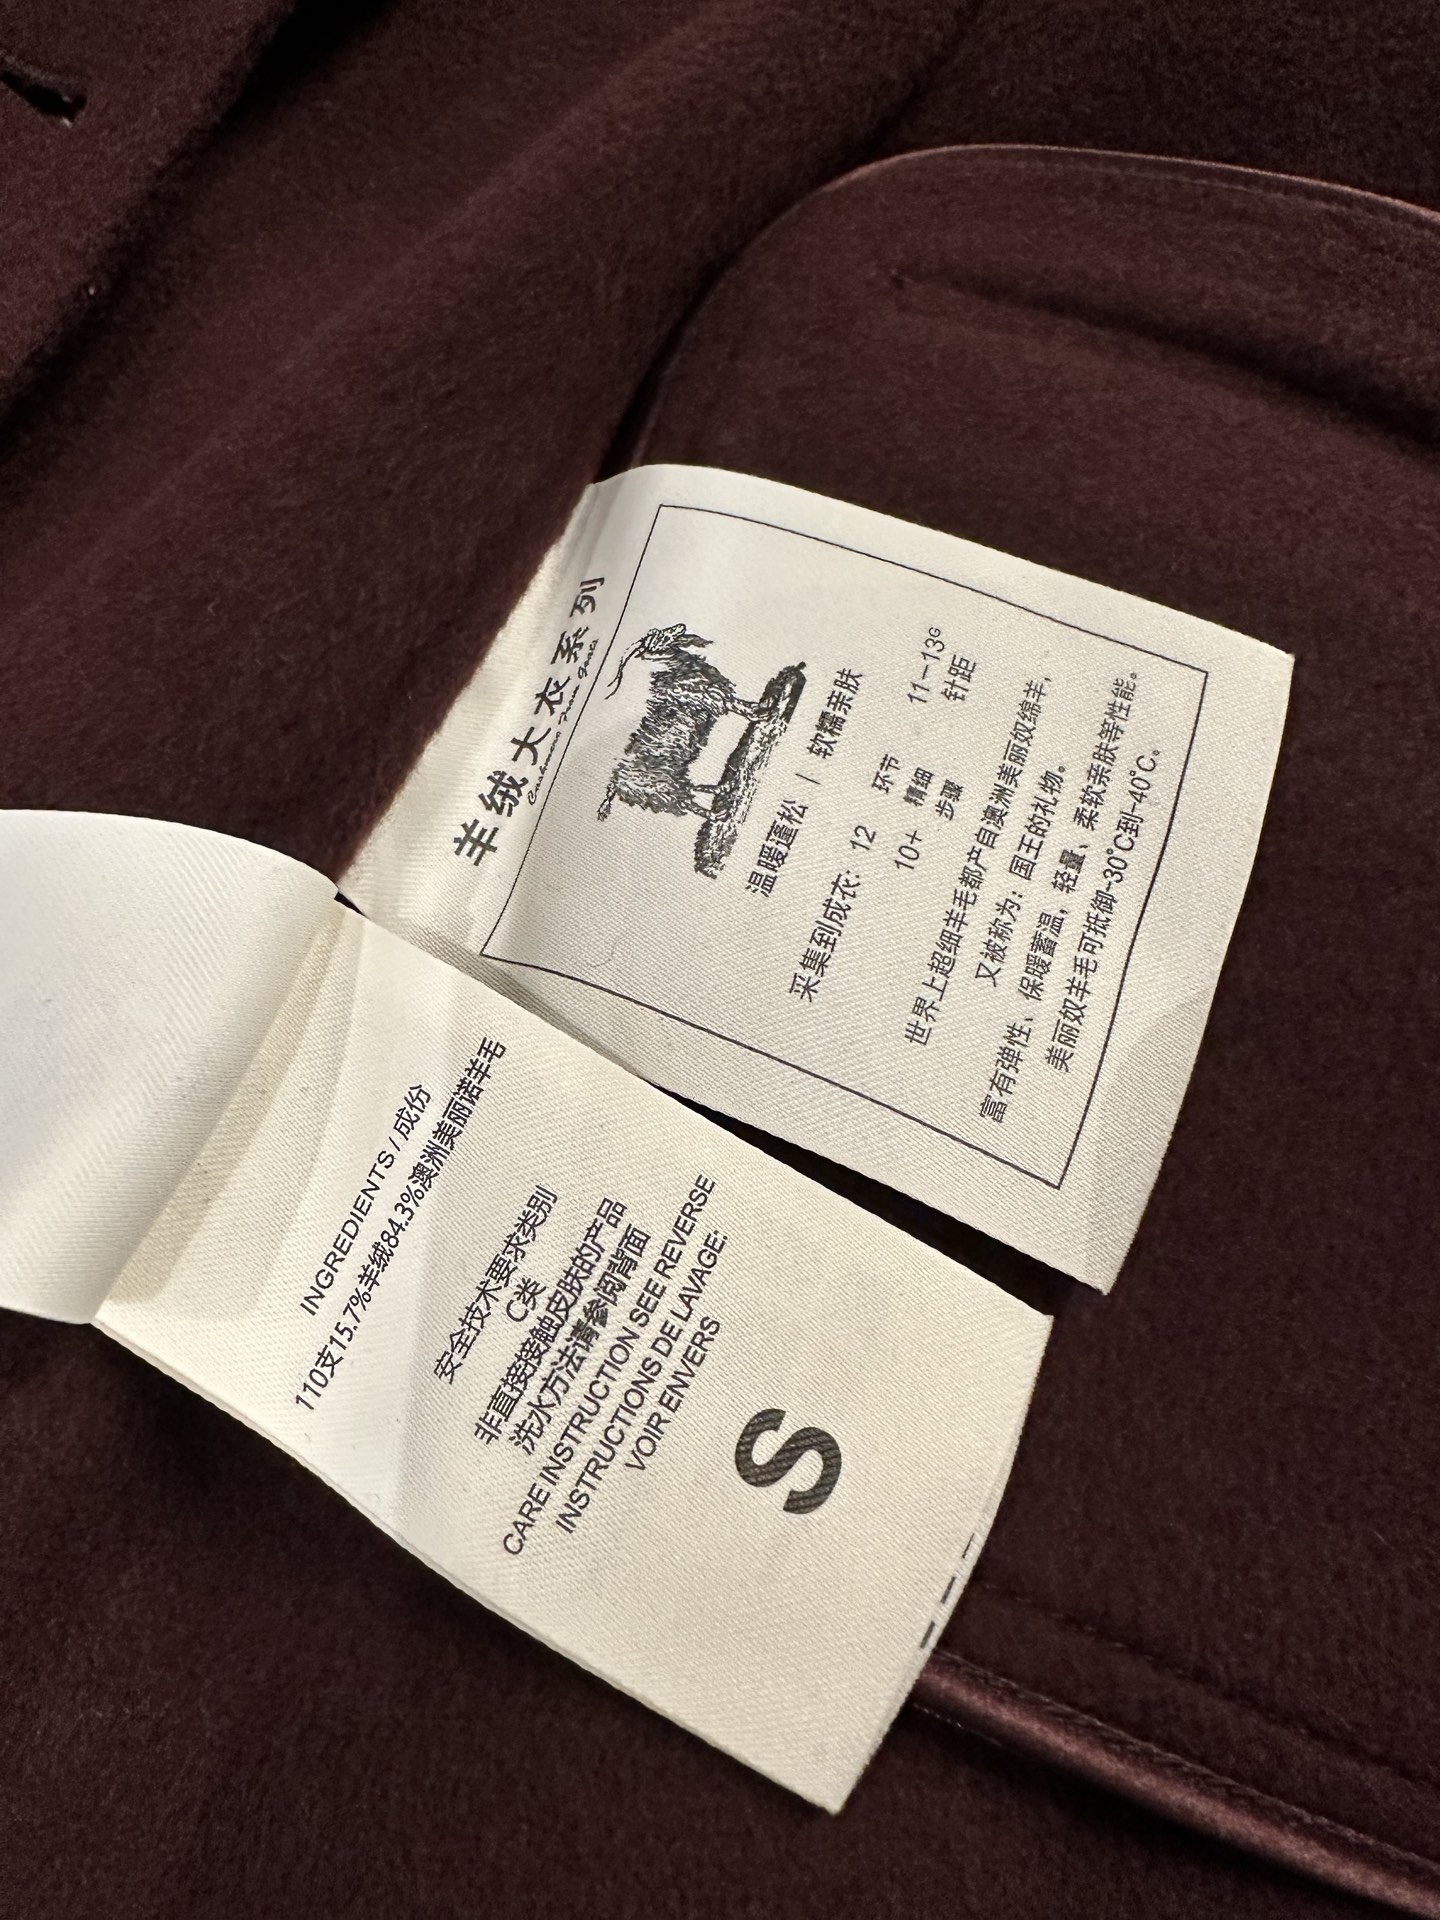 羊绒大衣系列
Cashmere from goats
温暖蓬松 | 软糯亲肤
采集到成衣: 12 环节
10+ 精细步骤
11-13G 针距
世界上超细羊毛都产自澳洲美丽奴绵羊,
又被称为: 国王的礼物。
富有弹性、保暖蓄温, 轻量、柔软亲肤等性能。
美丽奴羊毛可抵御-30℃到-40℃。
INGREDIENTS / 成份
110支15.7%羊绒84.3%澳洲美丽诺羊毛
安全技术要求类别
C类
非直接接触皮肤的产品
洗水方法请参阅背面
CARE INSTRUCTION SEE REVERSE
INSTRUCTIONS DE LAVAGE:
VOIR ENVERS
S